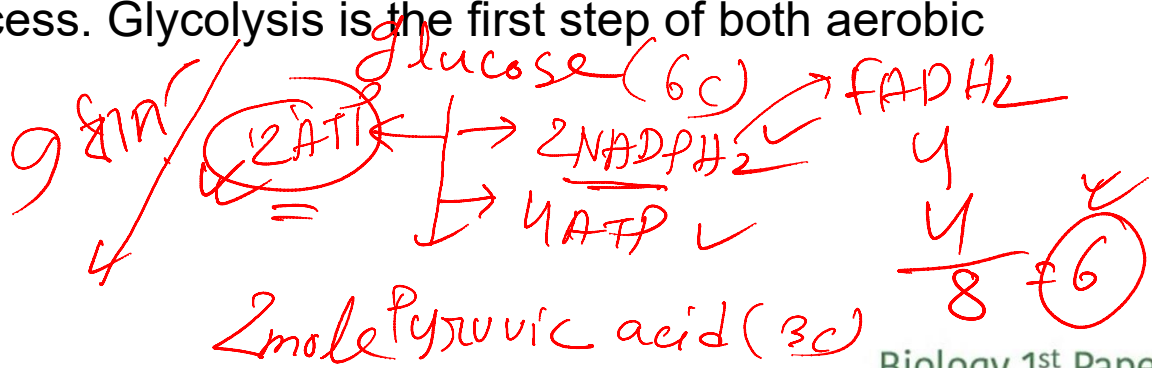 cess. Glycolysis is the first step of both aerobic
glucose (6C)
2ATP 2NADPH2 FADH2
4ATP 4
4
8 = 6
2mole Pyruvic acid (3C)
Biology 1st Pape